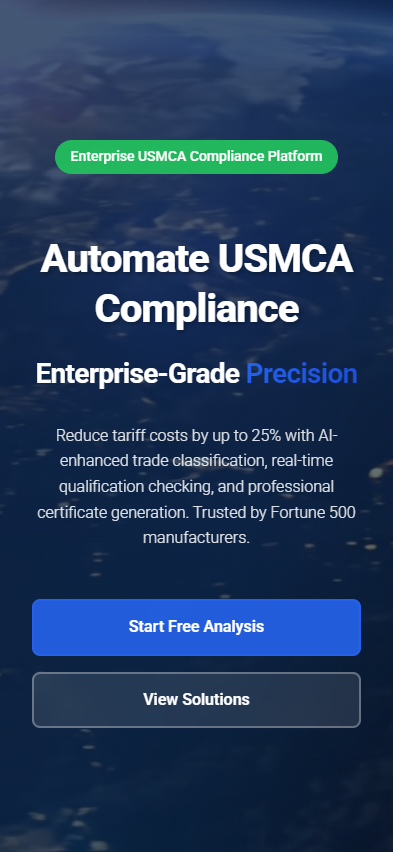 Enterprise USMCA Compliance Platform
Automate USMCA
Compliance
Enterprise-Grade Precision
Reduce tariff costs by up to 25% with AI-
enhanced trade classification, real-time
qualification checking, and professional
certificate generation. Trusted by Fortune 500
manufacturers.
Start Free Analysis
View Solutions